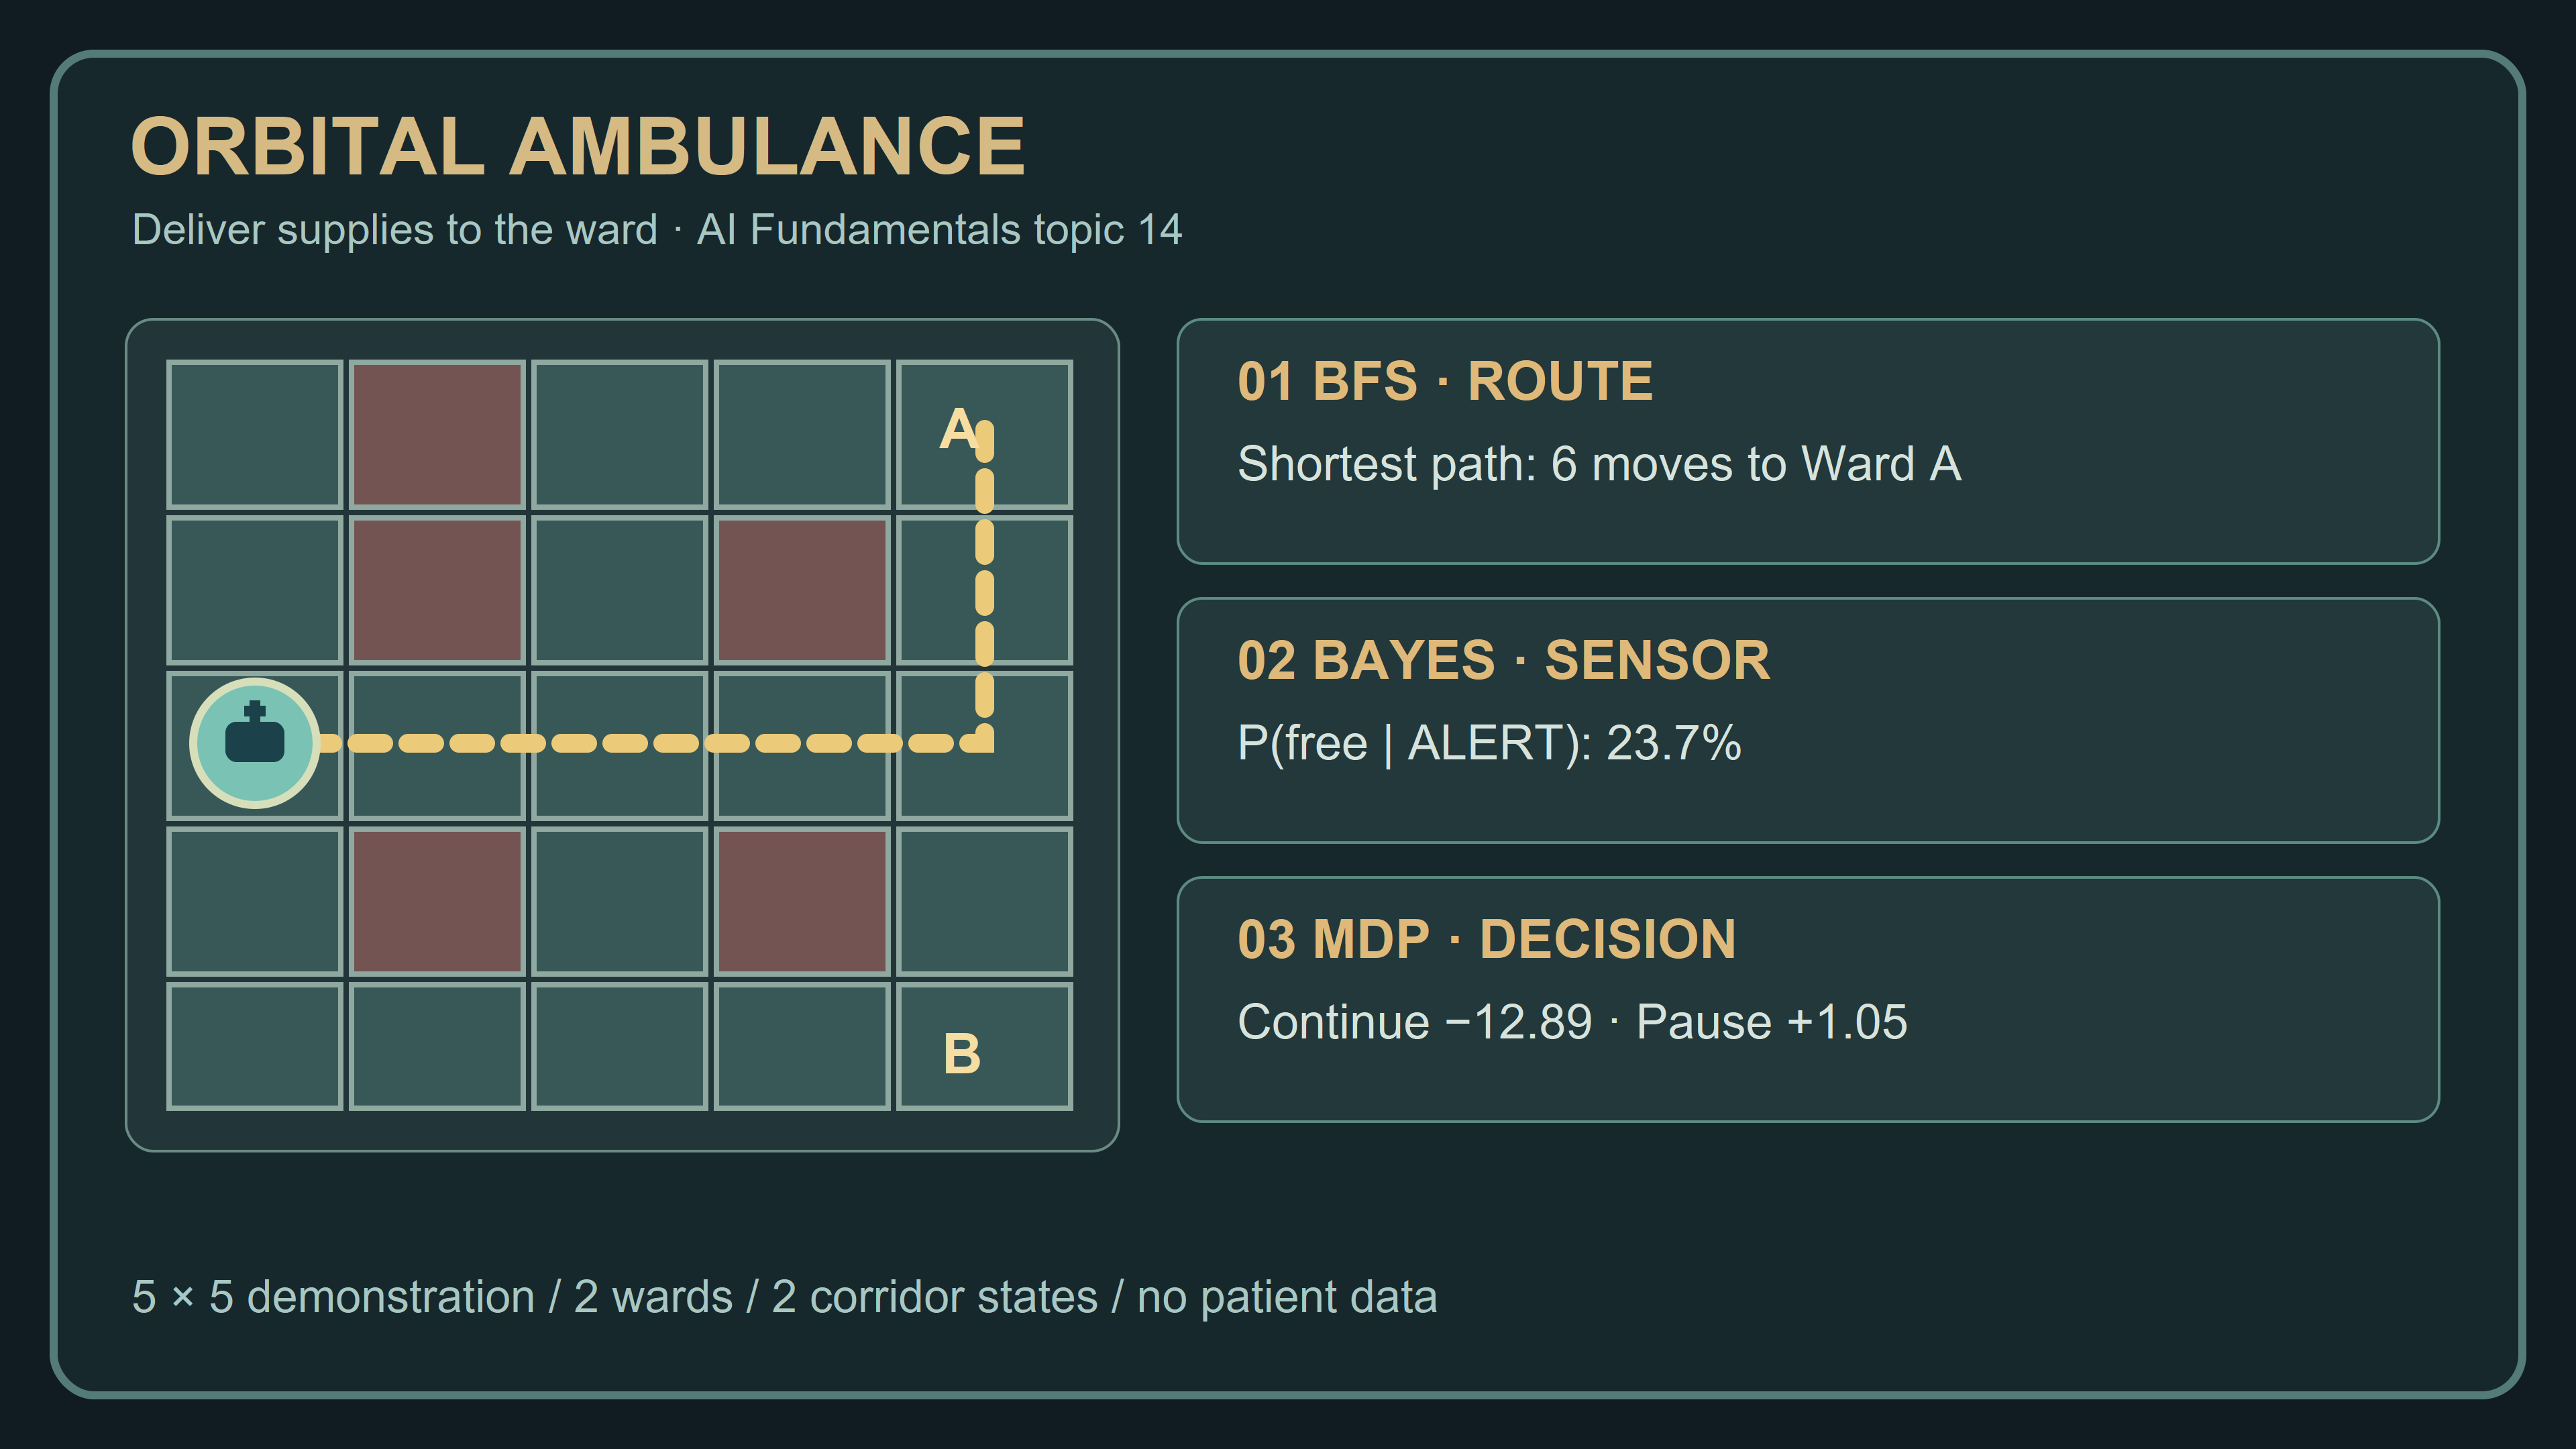 ORBITAL AMBULANCE
Deliver supplies to the ward · AI Fundamentals topic 14
A
B
01 BFS · ROUTE
Shortest path: 6 moves to Ward A
02 BAYES · SENSOR
P(free | ALERT): 23.7%
03 MDP · DECISION
Continue −12.89 · Pause +1.05
5 × 5 demonstration / 2 wards / 2 corridor states / no patient data